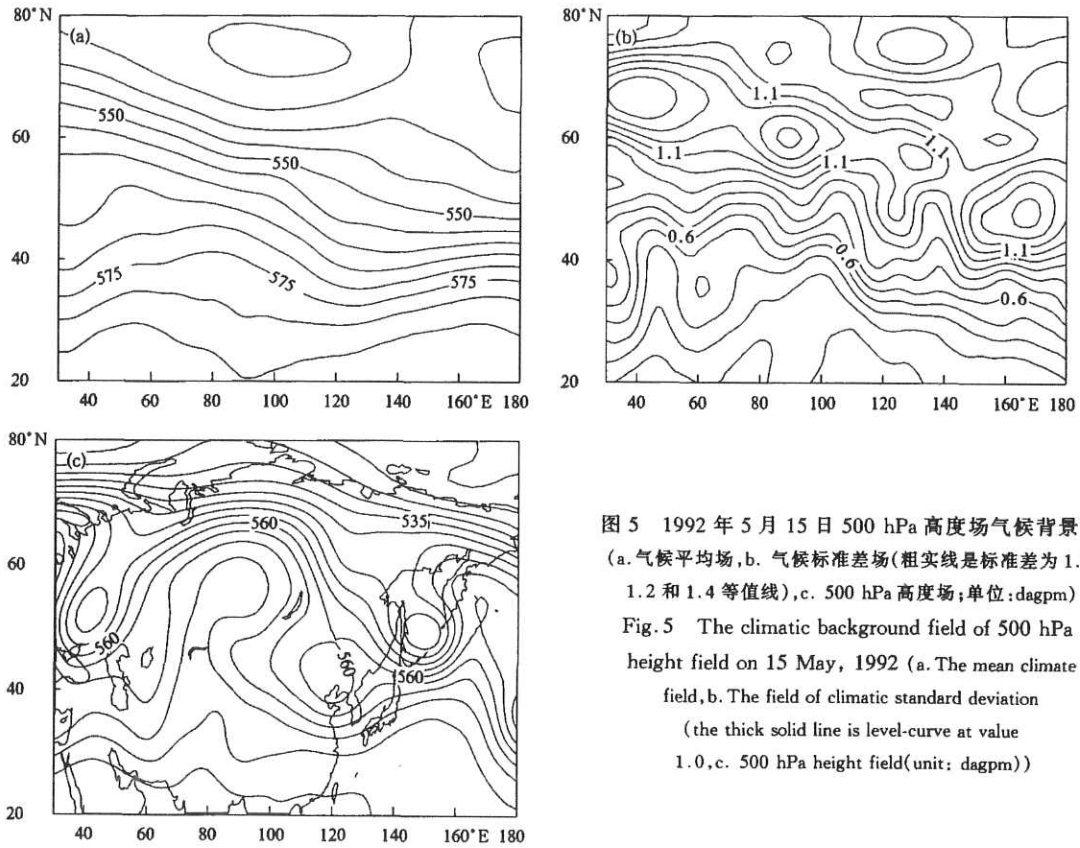 80°N
(a)
550
60
550
550
40
575
575
575
20
40
60
80
100
120
140
160°E
180
80°N
(b)
1.1
60
1.1
1.1
1.1
0.6
1.1
40
0.6
0.6
20
40
60
80
100
120
140
160°E
180
80°N
(c)
560
535
60
560
560
560
40
20
40
60
80
100
120
140
160°E
180
图 5 1992 年 5 月 15 日 500 hPa 高度场气候背景
(a.气候平均场,b. 气候标准差场(粗实线是标准差为 1.
1.2 和 1.4 等值线),c. 500 hPa 高度场;单位:dagpm)
Fig.5 The climatic background field of 500 hPa
height field on 15 May, 1992 (a. The mean climate
field, b. The field of climatic standard deviation
(the thick solid line is level-curve at value
1.0,c. 500 hPa height field(unit: dagpm))